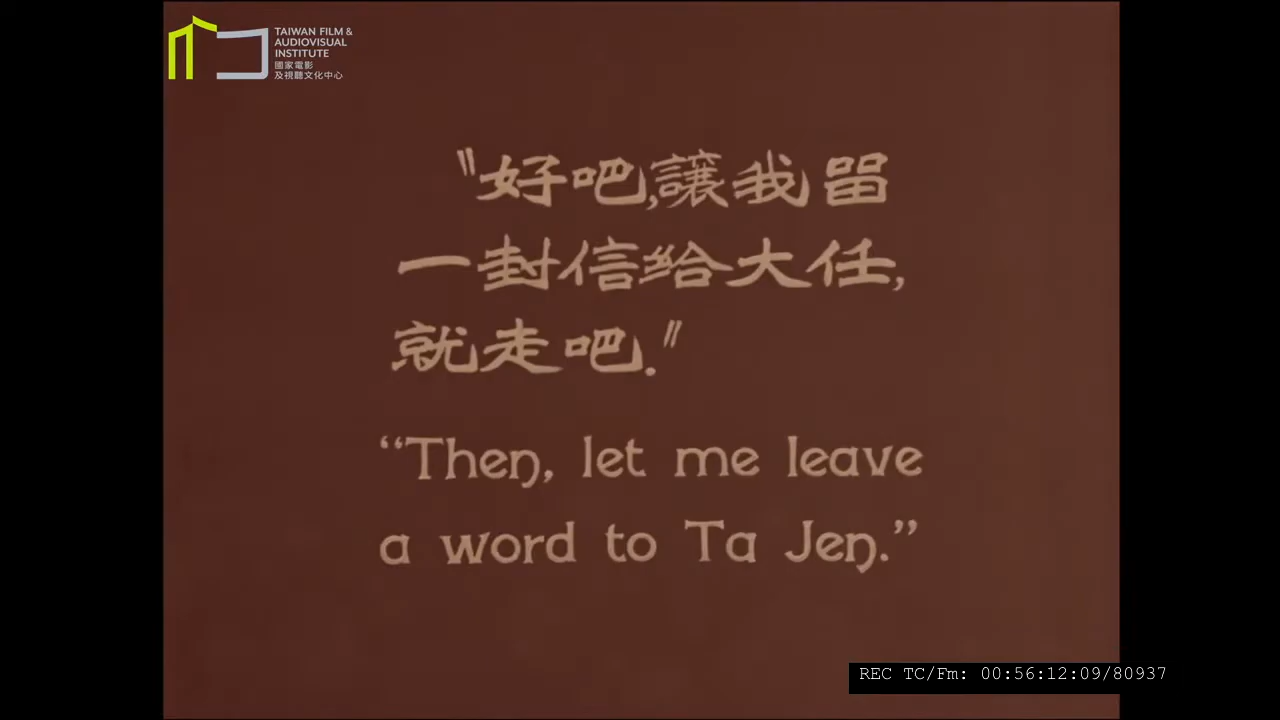 TAIWAN FILM &
AUDIOVISUAL
INSTITUTE
國家電影
及視聽文化中心
〝好吧,讓我畱
一封信給大任,
就走吧.〞
“Then, let me leave
a word to Ta Jen.”
REC TC/Fm: 00:56:12:09/80937